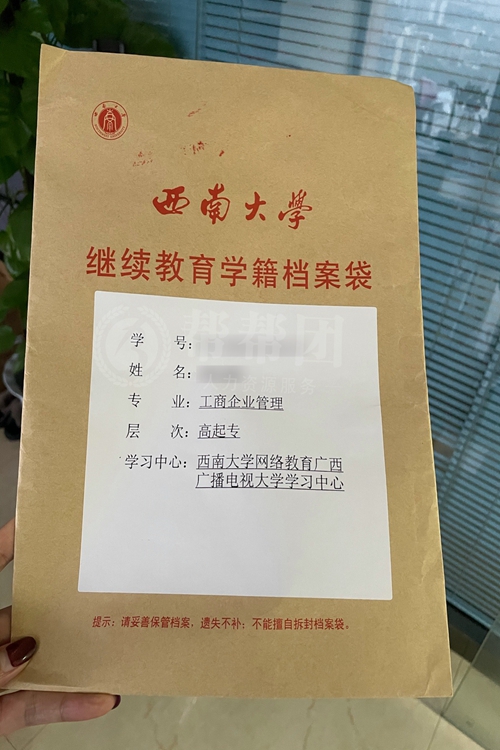 西南大學
继续教育学籍档案袋
帮帮团
学 号:
姓 名:
专 业: 工商企业管理
层 次: 高起专
学习中心: 西南大学网络教育广西
广播电视大学学习中心
提示: 请妥善保管档案, 遗失不补; 不能擅自拆封档案袋。